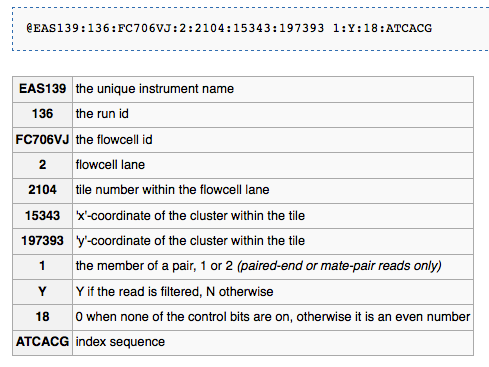 @EAS139:136:FC706VJ:2:2104:15343:197393 1:Y:18:ATCACG
EAS139 the unique instrument name
136 the run id
FC706VJ the flowcell id
2 flowcell lane
2104 tile number within the flowcell lane
15343 'x'-coordinate of the cluster within the tile
197393 'y'-coordinate of the cluster within the tile
1 the member of a pair, 1 or 2 (paired-end or mate-pair reads only)
Y Y if the read is filtered, N otherwise
18 0 when none of the control bits are on, otherwise it is an even number
ATCACG index sequence